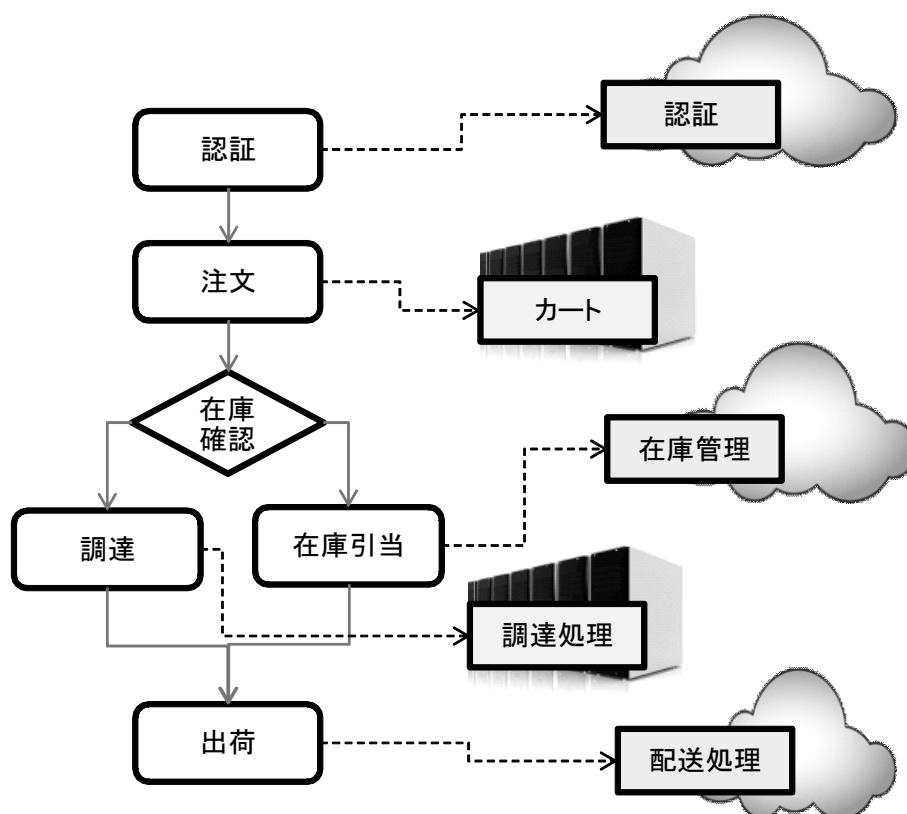 認証
認証
注文
カート
在庫
確認
在庫管理
調達
在庫引当
調達処理
出荷
配送処理